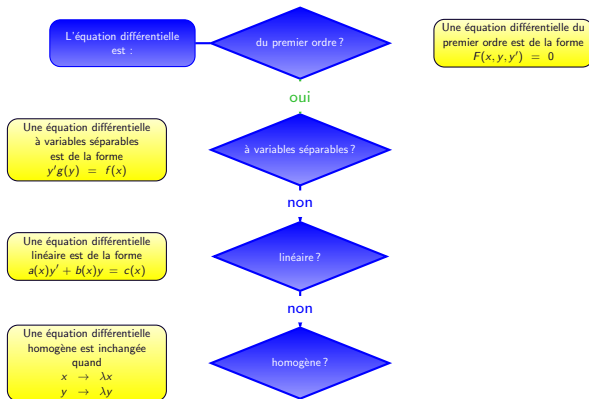 L'équation différentielle
est :
du premier ordre ?
Une équation différentielle du
premier ordre est de la forme
F(x, y, y′) = 0
oui
Une équation différentielle
à variables séparables
est de la forme
y′g(y) = f(x)
à variables séparables ?
non
Une équation différentielle
linéaire est de la forme
a(x)y′ + b(x)y = c(x)
linéaire ?
non
Une équation différentielle
homogène est inchangée
quand
x → λx
y → λy
homogène ?